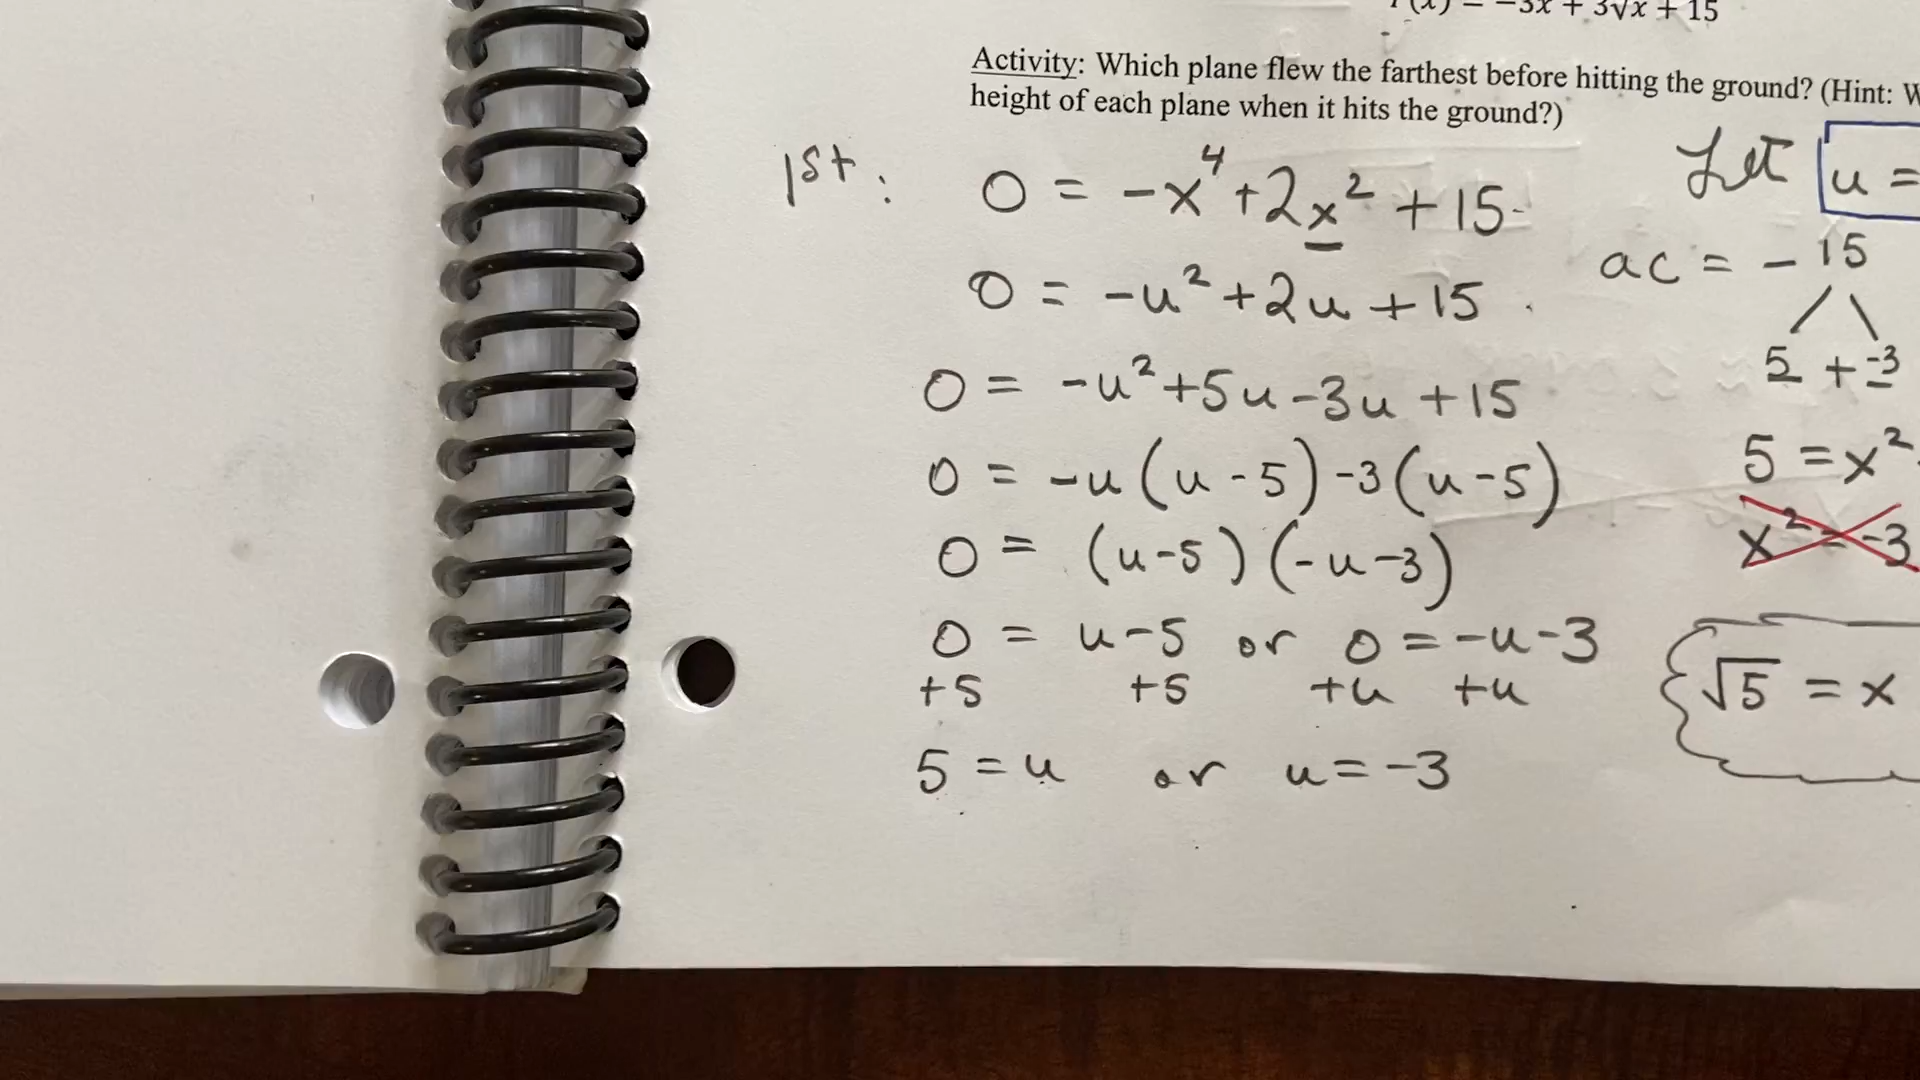 (x) = −3x + 3√x + 15
Activity: Which plane flew the farthest before hitting the ground? (Hint: W
height of each plane when it hits the ground?)
1st:
0 = -x⁴ + 2x² + 15
0 = -u² + 2u + 15
0 = -u² + 5u - 3u + 15
0 = -u(u - 5) - 3(u - 5)
0 = (u - 5)(-u - 3)
0 = u - 5 or 0 = -u - 3
+5 +5 +u +u
5 = u or u = -3
Let u =
ac = - 15
5 + -3
5 = x²
x² = -3
√5 = x